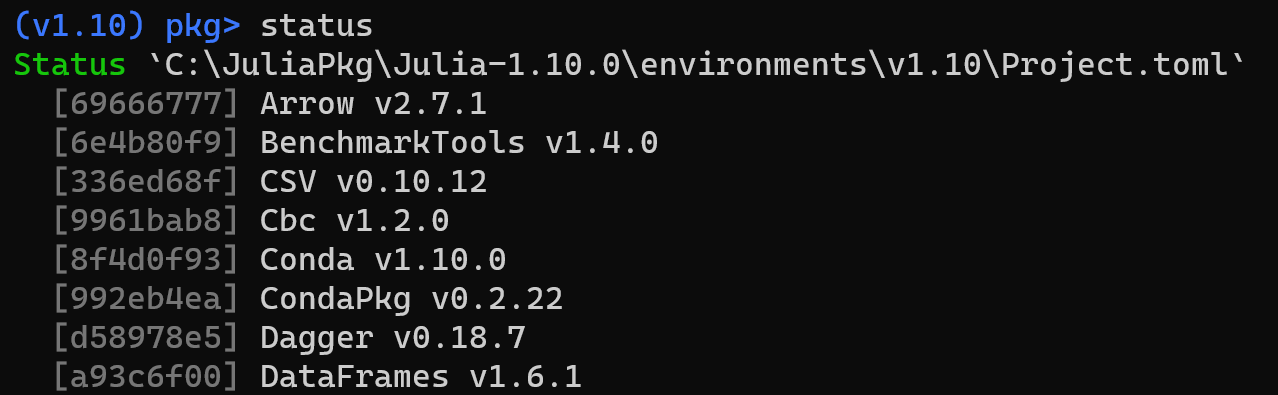 (v1.10) pkg> status
Status `C:\JuliaPkg\Julia-1.10.0\environments\v1.10\Project.toml`
[69666777] Arrow v2.7.1
[6e4b80f9] BenchmarkTools v1.4.0
[336ed68f] CSV v0.10.12
[9961bab8] Cbc v1.2.0
[8f4d0f93] Conda v1.10.0
[992eb4ea] CondaPkg v0.2.22
[d58978e5] Dagger v0.18.7
[a93c6f00] DataFrames v1.6.1